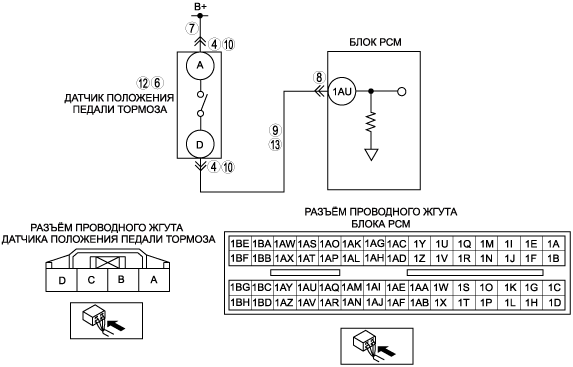 B+
7
4 10
БЛОК PCM
A
12 6
8
1AU
ДАТЧИК ПОЛОЖЕНИЯ
ПЕДАЛИ ТОРМОЗА
9
13
D
4 10
РАЗЪЁМ ПРОВОДНОГО ЖГУТА
ДАТЧИКА ПОЛОЖЕНИЯ ПЕДАЛИ ТОРМОЗА
D C B A
РАЗЪЁМ ПРОВОДНОГО ЖГУТА
БЛОКА PCM
1BE 1BA 1AW 1AS 1AO 1AK 1AG 1AC 1Y 1U 1Q 1M 1I 1E 1A
1BF 1BB 1AX 1AT 1AP 1AL 1AH 1AD 1Z 1V 1R 1N 1J 1F 1B
1BG 1BC 1AY 1AU 1AQ 1AM 1AI 1AE 1AA 1W 1S 1O 1K 1G 1C
1BH 1BD 1AZ 1AV 1AR 1AN 1AJ 1AF 1AB 1X 1T 1P 1L 1H 1D